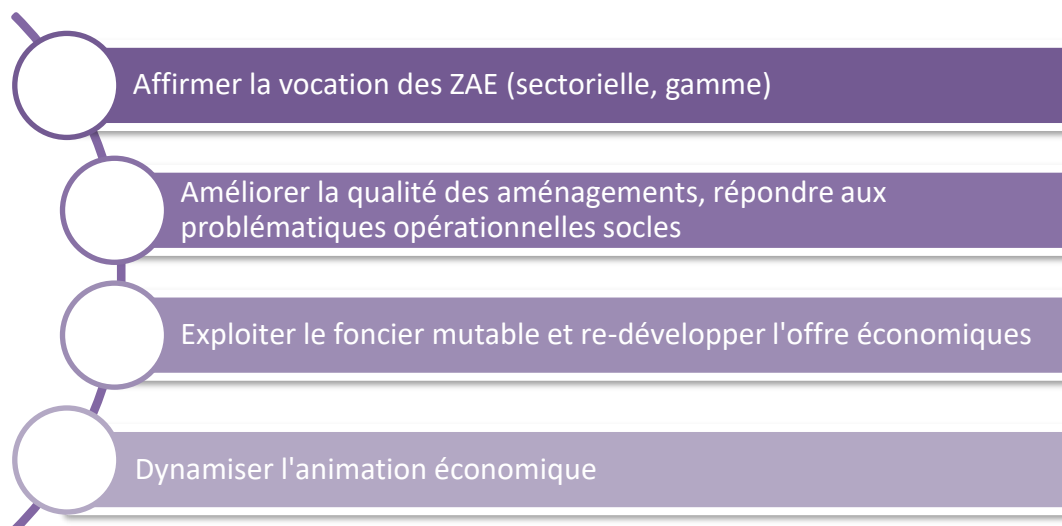 Affirmer la vocation des ZAE (sectorielle, gamme)
Améliorer la qualité des aménagements, répondre aux
problématiques opérationnelles socles
Exploiter le foncier mutable et re-développer l'offre économiques
Dynamiser l'animation économique